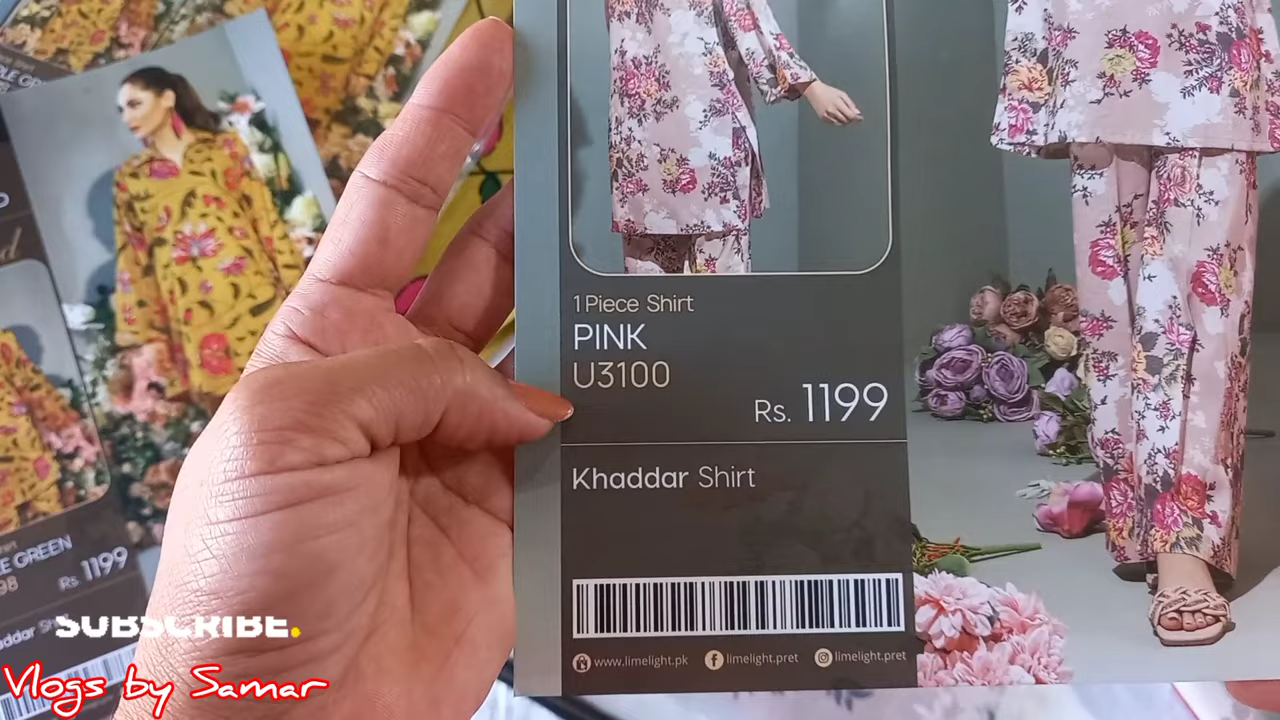 1 Piece Shirt
PINK
U3100
Rs. 1199
Khaddar Shirt
www.limelight.pk
limelight.pret
limelight.pret
GREEN
98
Rs. 1199
SUBSCRIBE.
Vlogs by Samar